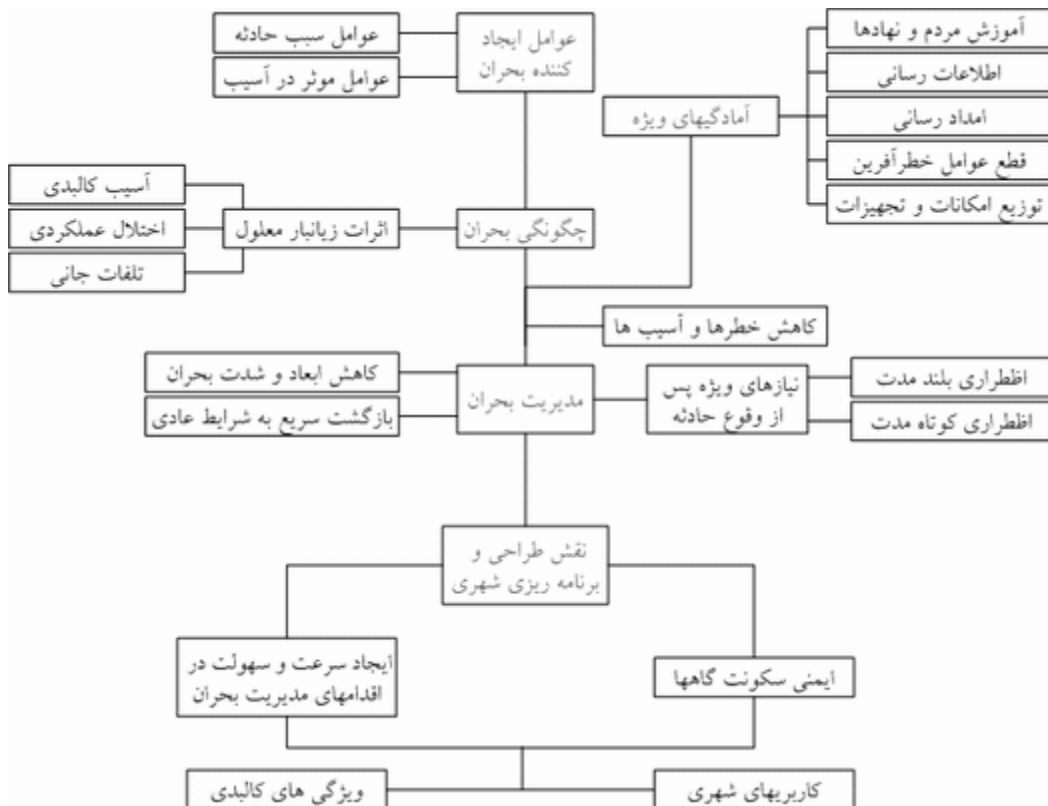 عوامل ایجاد
کننده بحران
عوامل سبب حادثه
عوامل موثر در آسیب
آمادگیهای ویژه
آموزش مردم و نهادها
اطلاعات رسانی
امداد رسانی
قطع عوامل خطرآفرین
توزیع امکانات و تجهیزات
چگونگی بحران
اثرات زیانبار معلول
آسیب کالبدی
اختلال عملکردی
تلفات جانی
کاهش خطرها و آسیب ها
مدیریت بحران
کاهش ابعاد و شدت بحران
بازگشت سریع به شرایط عادی
نیازهای ویژه پس
از وقوع حادثه
اظطراری بلند مدت
اظطراری کوتاه مدت
نقش طراحی و
برنامه ریزی شهری
ایمنی سکونت گاهها
ایجاد سرعت و سهولت در
اقدامهای مدیریت بحران
کاربریهای شهری
ویژگی های کالبدی